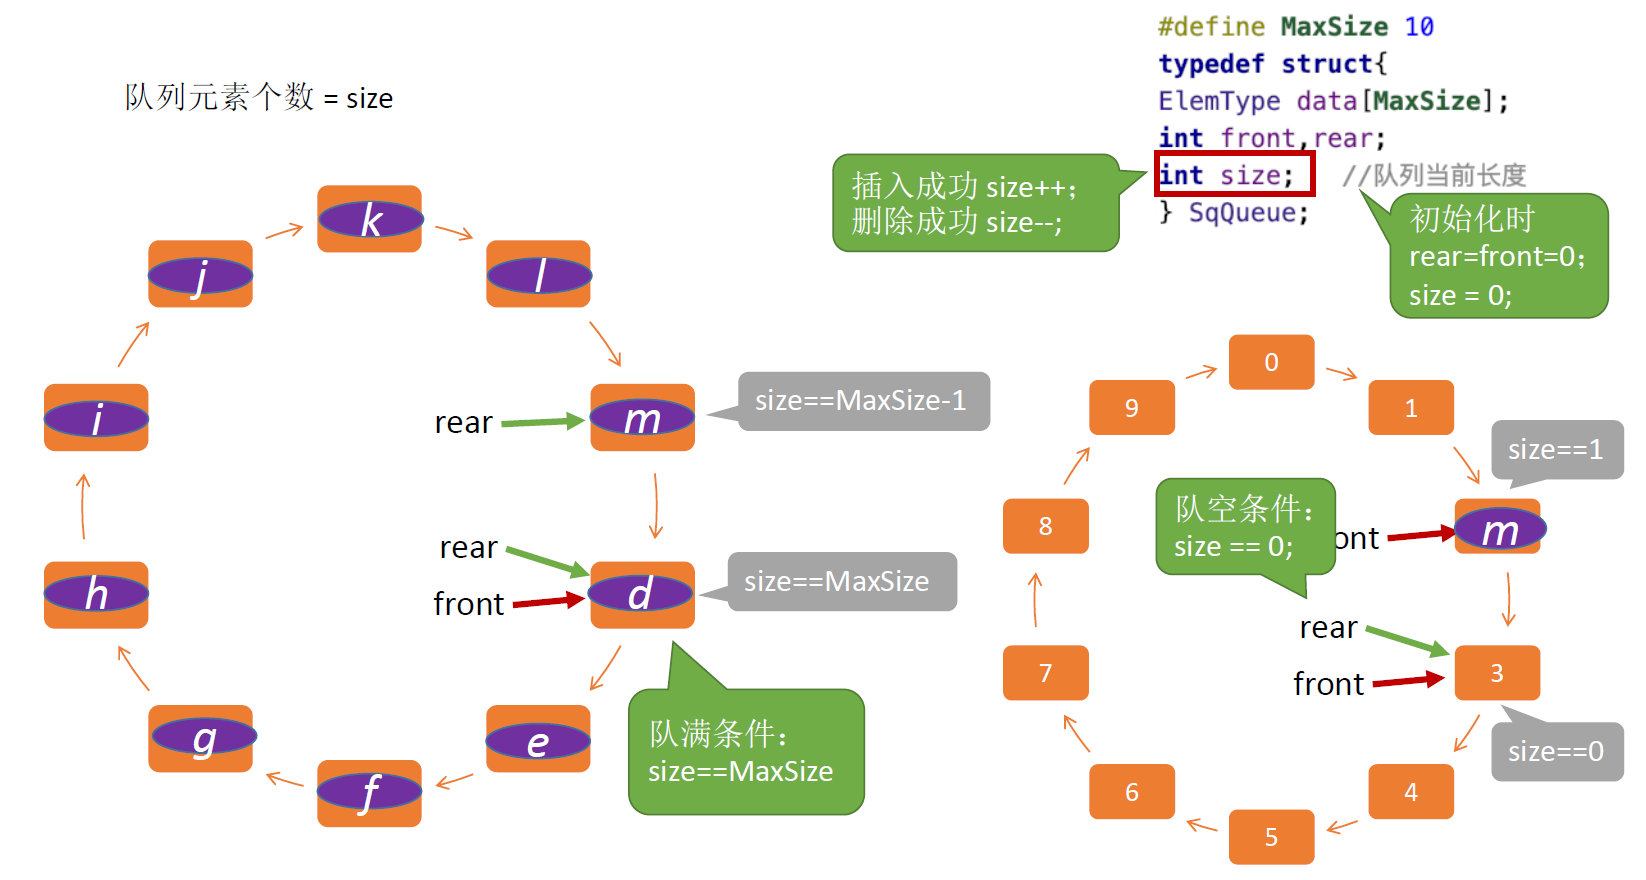 #define MaxSize 10
typedef struct{
ElemType data[MaxSize];
int front,rear;
int size; //队列当前长度
} SqQueue;
队列元素个数 = size
插入成功 size++；
删除成功 size--;
初始化时
rear=front=0；
size = 0;
k
j
l
i
m
rear
size==MaxSize-1
h
rear
front
d
size==MaxSize
g
e
f
队满条件：
size==MaxSize
0
9
1
size==1
8
队空条件：
size == 0;
ont
m
rear
front
7
3
size==0
6
4
5